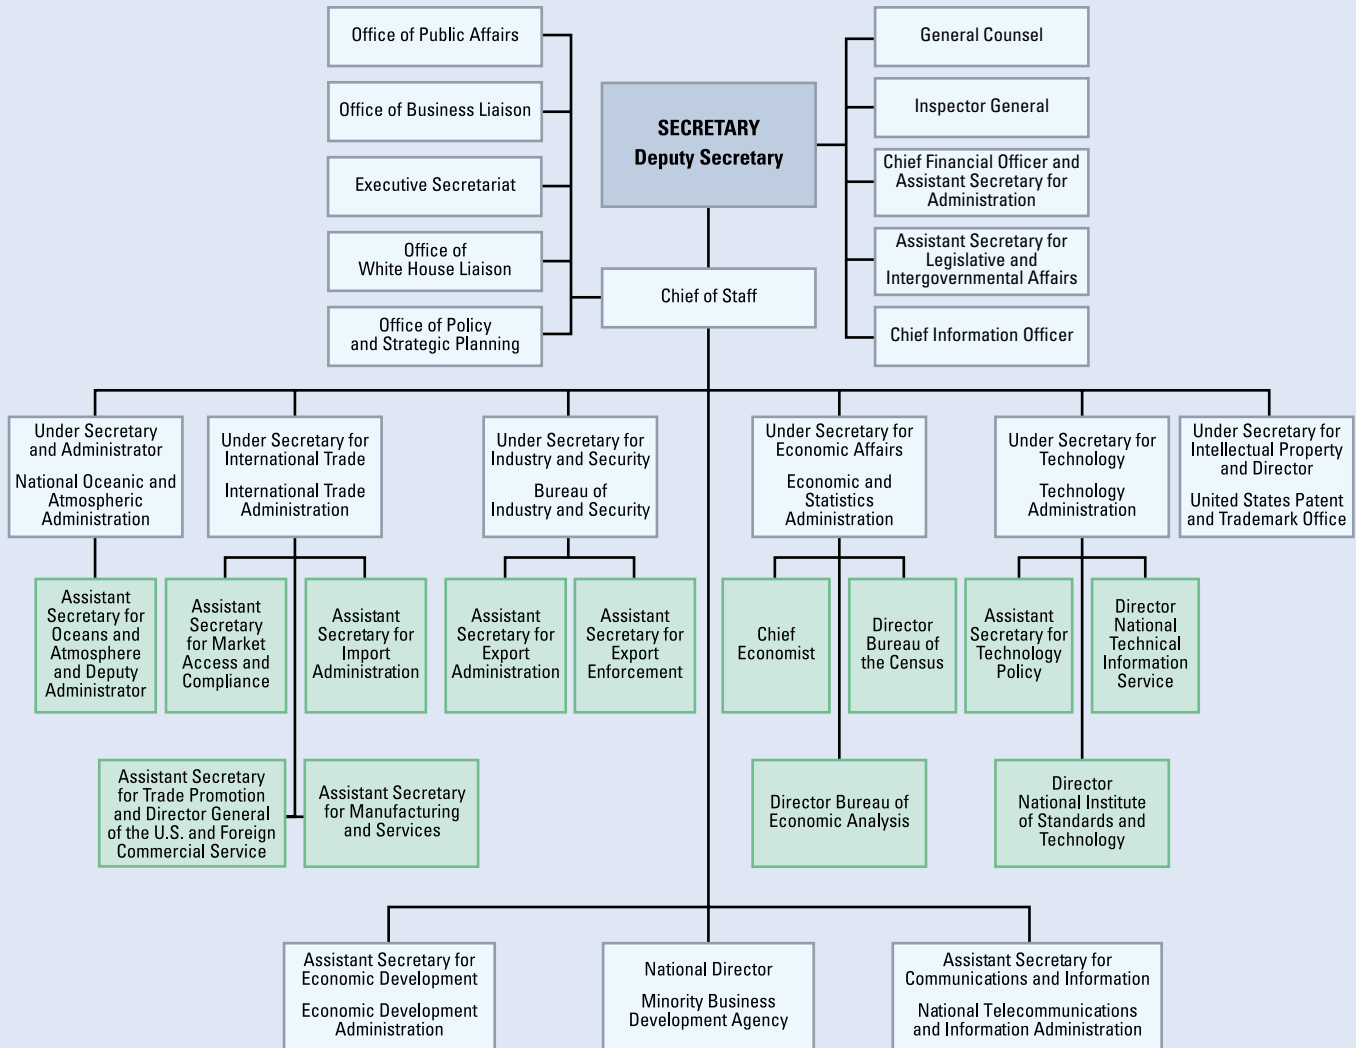 Office of Public Affairs
Office of Business Liaison
Executive Secretariat
Office of
White House Liaison
Office of Policy
and Strategic Planning
SECRETARY
Deputy Secretary
Chief of Staff
General Counsel
Inspector General
Chief Financial Officer and
Assistant Secretary for
Administration
Assistant Secretary for
Legislative and
Intergovernmental Affairs
Chief Information Officer
Under Secretary
and Administrator
National Oceanic and
Atmospheric
Administration
Under Secretary for
International Trade
International Trade
Administration
Under Secretary for
Industry and Security
Bureau of
Industry and Security
Under Secretary for
Economic Affairs
Economic and
Statistics
Administration
Under Secretary for
Technology
Technology
Administration
Under Secretary for
Intellectual Property
and Director
United States Patent
and Trademark Office
Assistant
Secretary for
Oceans and
Atmosphere
and Deputy
Administrator
Assistant
Secretary
for Market
Access and
Compliance
Assistant
Secretary for
Import
Administration
Assistant
Secretary for
Export
Administration
Assistant
Secretary for
Export
Enforcement
Chief
Economist
Director
Bureau of
the Census
Assistant
Secretary for
Technology
Policy
Director
National
Technical
Information
Service
Assistant Secretary
for Trade Promotion
and Director General
of the U.S. and Foreign
Commercial Service
Assistant Secretary
for Manufacturing
and Services
Director Bureau of
Economic Analysis
Director
National Institute
of Standards and
Technology
Assistant Secretary for
Economic Development
Economic Development
Administration
National Director
Minority Business
Development Agency
Assistant Secretary for
Communications and Information
National Telecommunications
and Information Administration